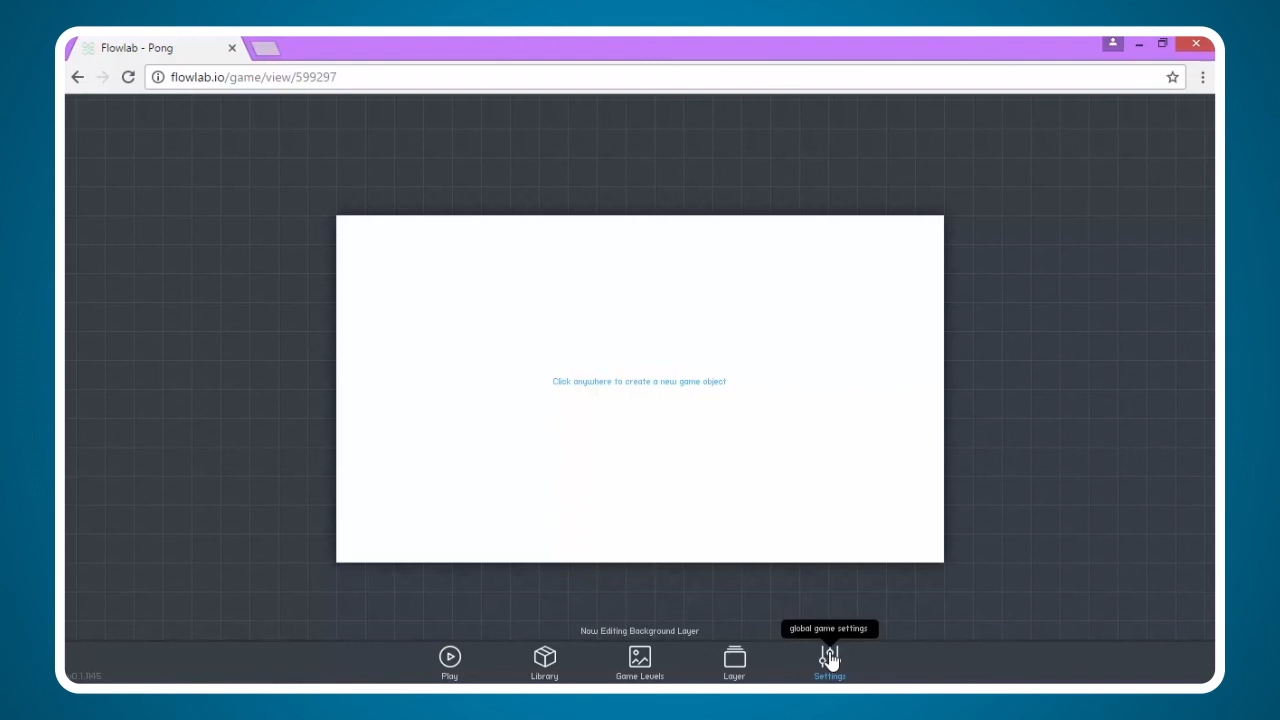 Flowlab - Pong
flowlab.io/game/view/599297
Click anywhere to create a new game object
Now Editing Background Layer
global game settings
Play
Library
Game Levels
Layer
Settings